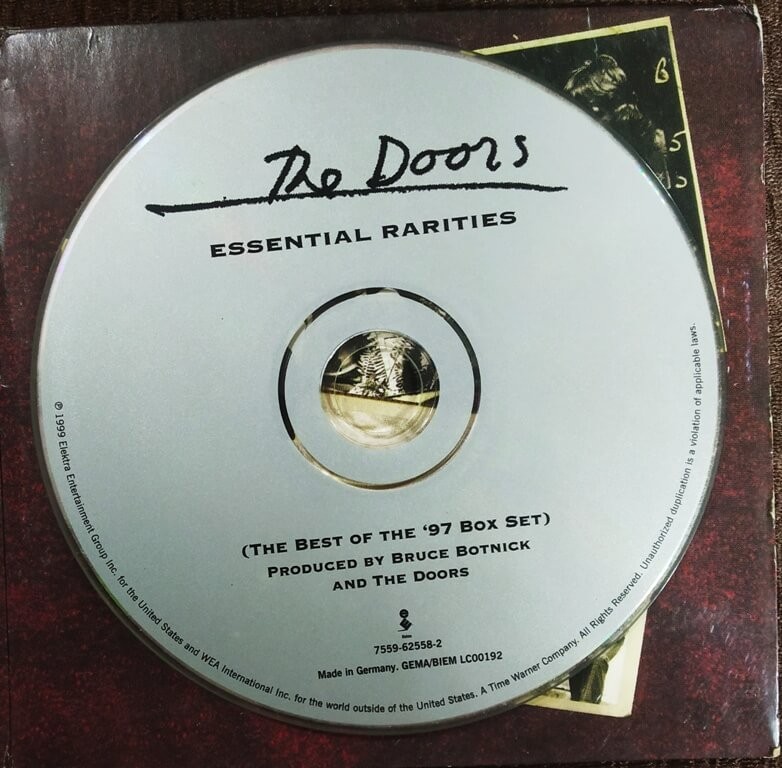 The Doors
ESSENTIAL RARITIES
(THE BEST OF THE '97 BOX SET)
PRODUCED BY BRUCE BOTNICK
AND THE DOORS
7559-62558-2
Made in Germany. GEMA/BIEM LC00192
℗ 1999 Elektra Entertainment Group Inc. for the United States and WEA International Inc. for the world outside of the United States. A Time Warner Company. All Rights Reserved. Unauthorized duplication is a violation of applicable laws.
6
5